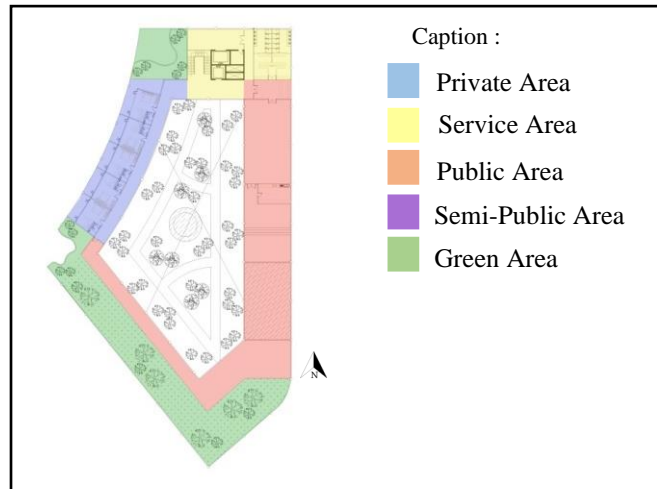 Caption :
Private Area
Service Area
Public Area
Semi-Public Area
Green Area
N